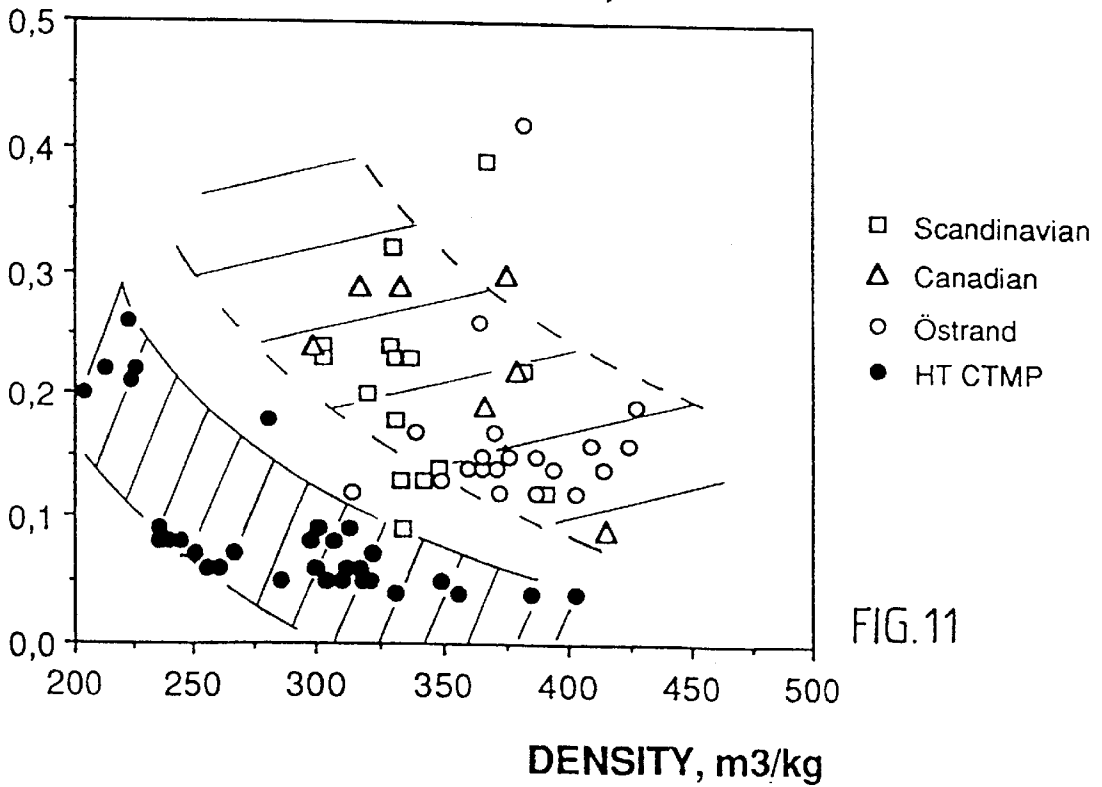 0,5
0,4
0,3
0,2
0,1
0,0
200 250 300 350 400 450 500
DENSITY, m3/kg
Scandinavian
Canadian
Östrand
HT CTMP
FIG.11